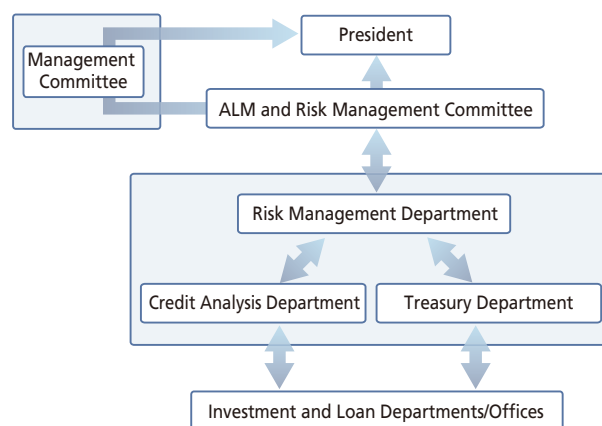 President
Management
Committee
ALM and Risk Management Committee
Risk Management Department
Credit Analysis Department
Treasury Department
Investment and Loan Departments/Offices